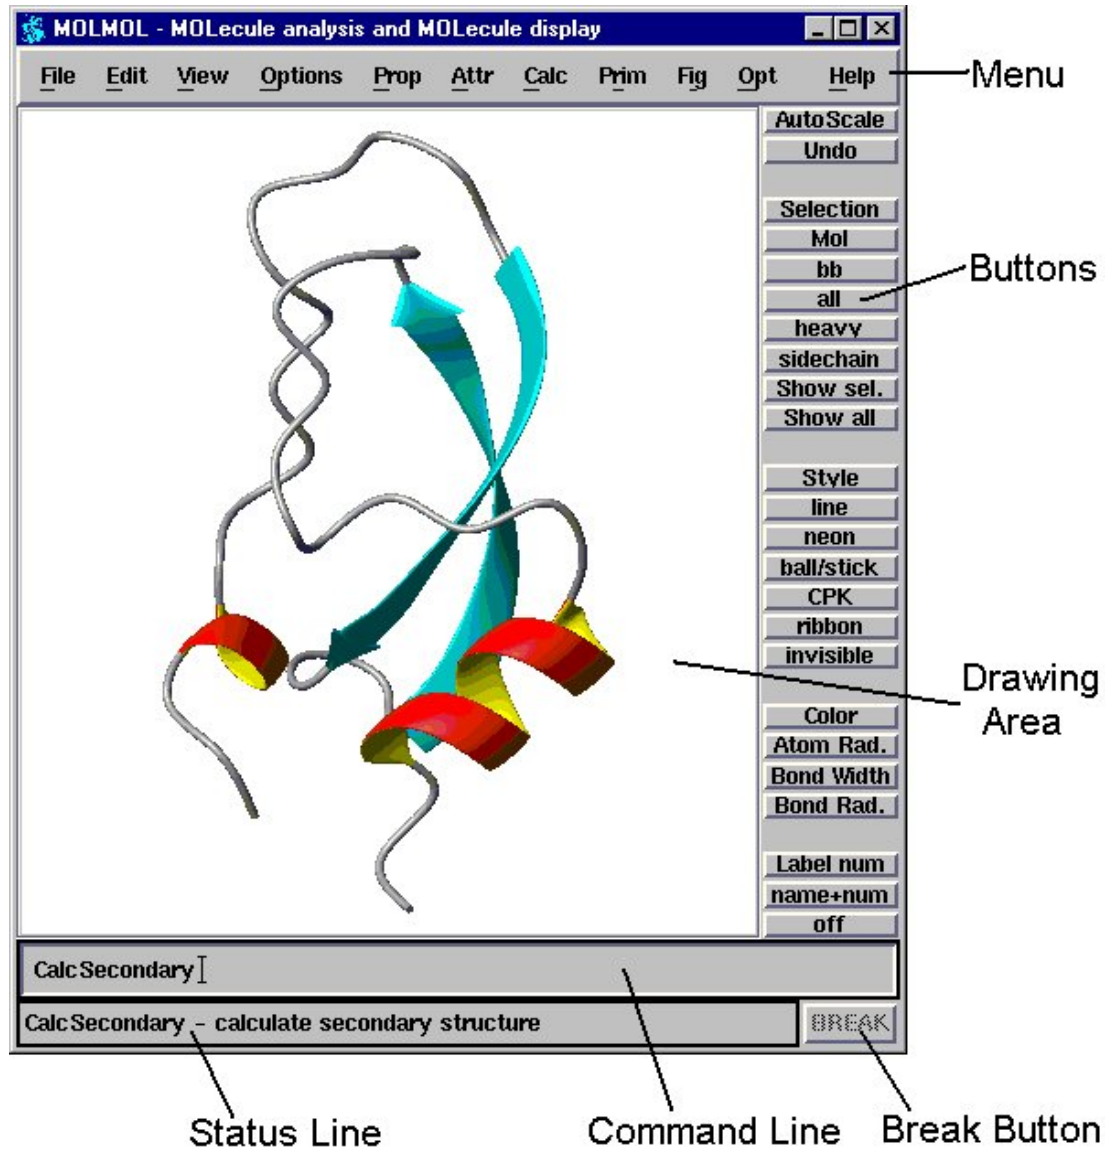 MOLMOL - MOLecule analysis and MOLecule display
File Edit View Options Prop Attr Calc Prim Fig Opt Help
Menu
AutoScale
Undo
Selection
Mol
bb
Buttons
all
heavy
sidechain
Show sel.
Show all
Style
line
neon
ball/stick
CPK
ribbon
invisible
Drawing
Area
Color
Atom Rad.
Bond Width
Bond Rad.
Label num
name+num
off
CalcSecondary
CalcSecondary - calculate secondary structure
BREAK
Status Line
Command Line
Break Button